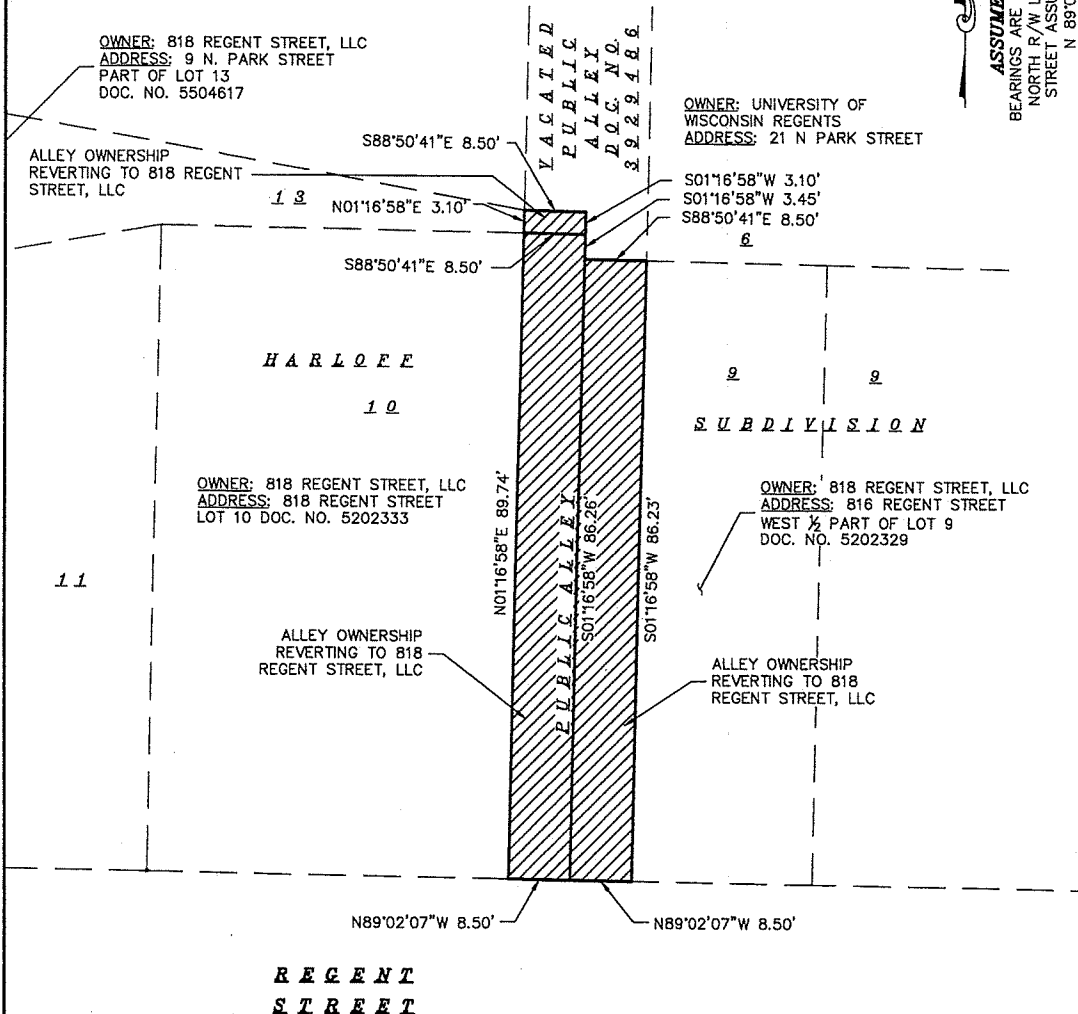 OWNER: 818 REGENT STREET, LLC
ADDRESS: 9 N. PARK STREET
PART OF LOT 13
DOC. NO. 5504617
VACATED
PUBLIC
ALLEY
DOC. NO.
3929486
ASSUME
BEARINGS ARE
NORTH R/W L
STREET ASSU
N 89°0
OWNER: UNIVERSITY OF
WISCONSIN REGENTS
ADDRESS: 21 N PARK STREET
S88°50'41"E 8.50'
ALLEY OWNERSHIP
REVERTING TO 818 REGENT
STREET, LLC
13
N01°16'58"E 3.10'
S01°16'58"W 3.10'
S01°16'58"W 3.45'
S88°50'41"E 8.50'
6
S88°50'41"E 8.50'
HARLOFF
10
9
9
SUBDIVISION
OWNER: 818 REGENT STREET, LLC
ADDRESS: 818 REGENT STREET
LOT 10 DOC. NO. 5202333
OWNER: 818 REGENT STREET, LLC
ADDRESS: 816 REGENT STREET
WEST ½ PART OF LOT 9
DOC. NO. 5202329
11
N01°16'58"E 89.74'
PUBLIC ALLEY
S01°16'58"W 86.26'
S01°16'58"W 86.23'
ALLEY OWNERSHIP
REVERTING TO 818
REGENT STREET, LLC
ALLEY OWNERSHIP
REVERTING TO 818
REGENT STREET, LLC
N89°02'07"W 8.50'
N89°02'07"W 8.50'
REGENT
STREET